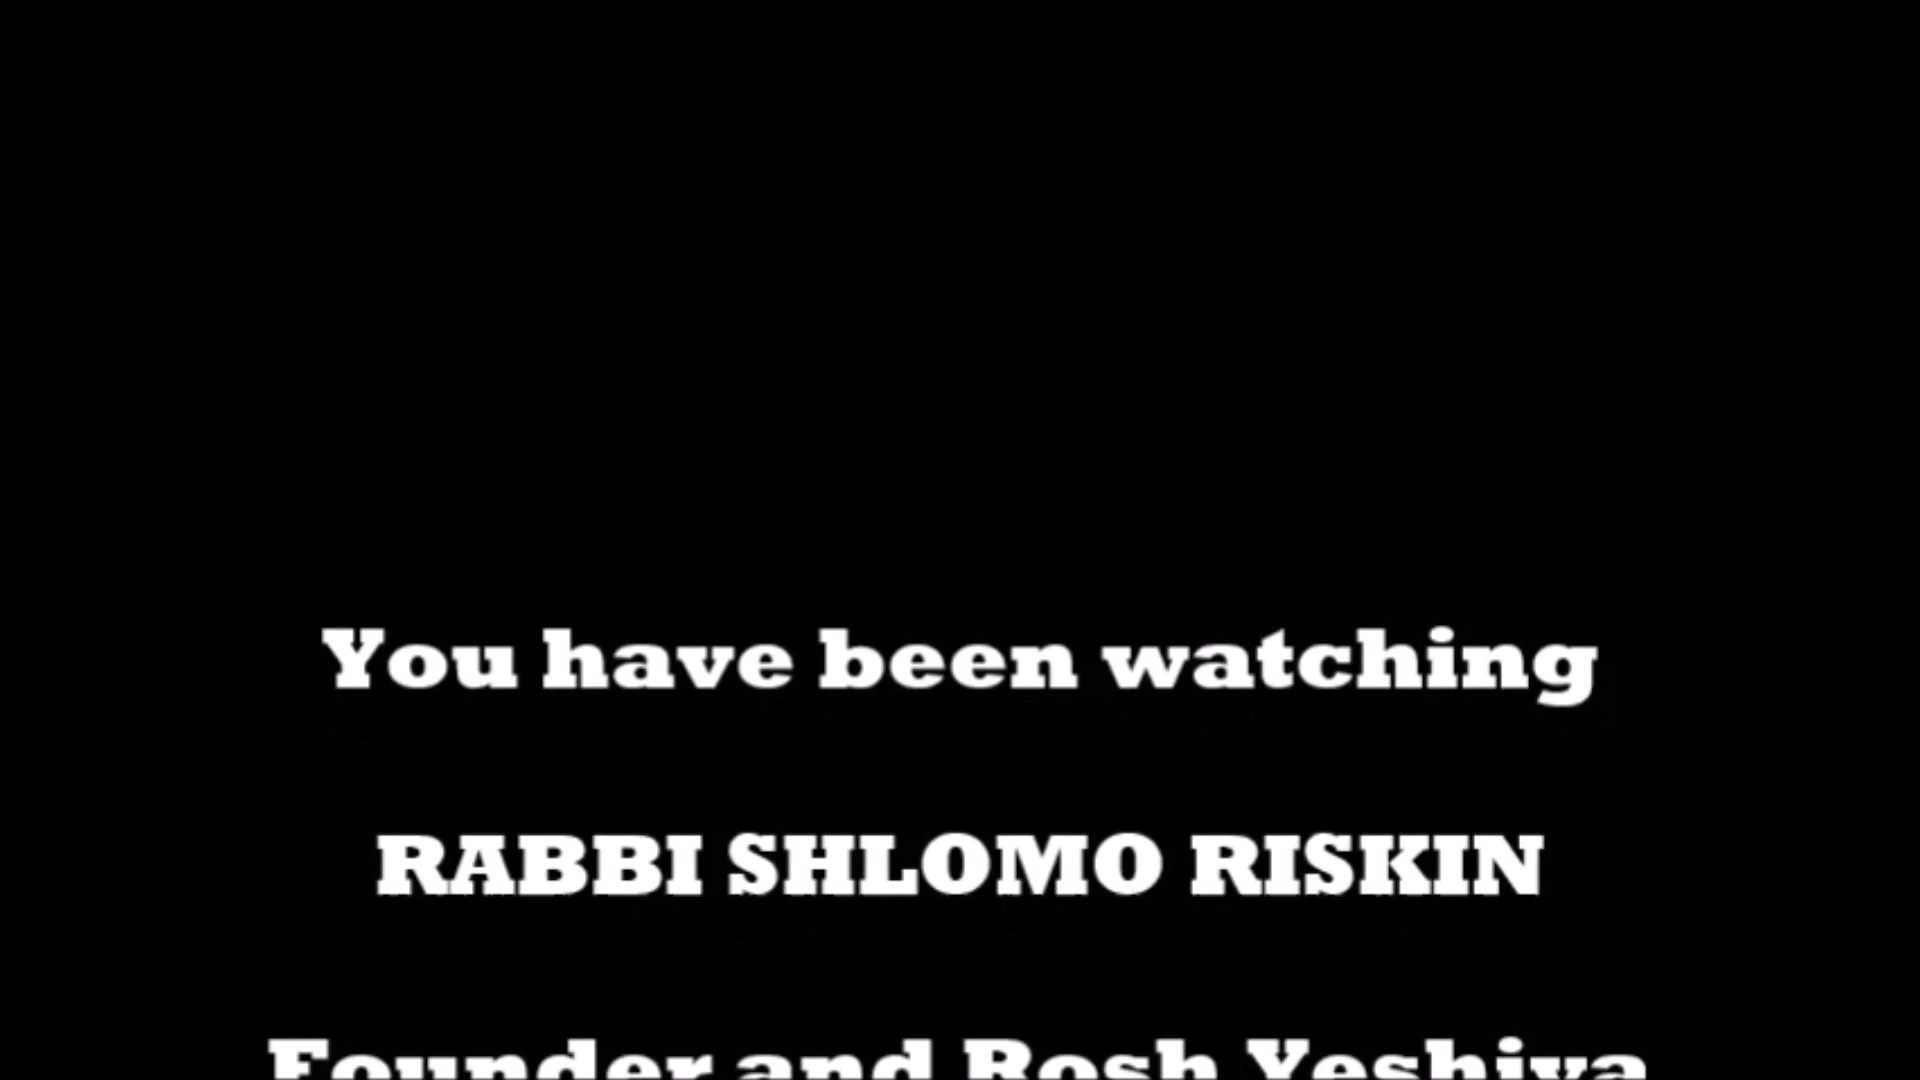 You have been watching
RABBI SHLOMO RISKIN
Founder and Rosh Yeshiva